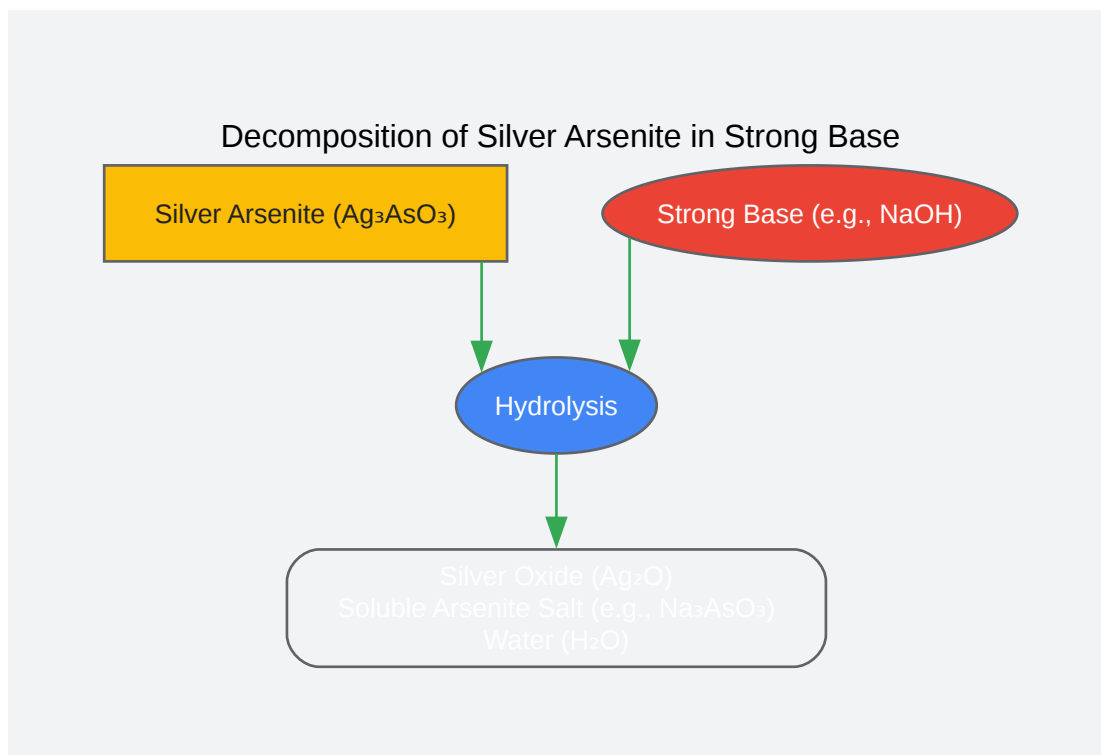 Decomposition of Silver Arsenite in Strong Base
Silver Arsenite (Ag₃AsO₃)
Strong Base (e.g., NaOH)
Hydrolysis
Silver Oxide (Ag₂O)
Soluble Arsenite Salt (e.g., Na₃AsO₃)
Water (H₂O)